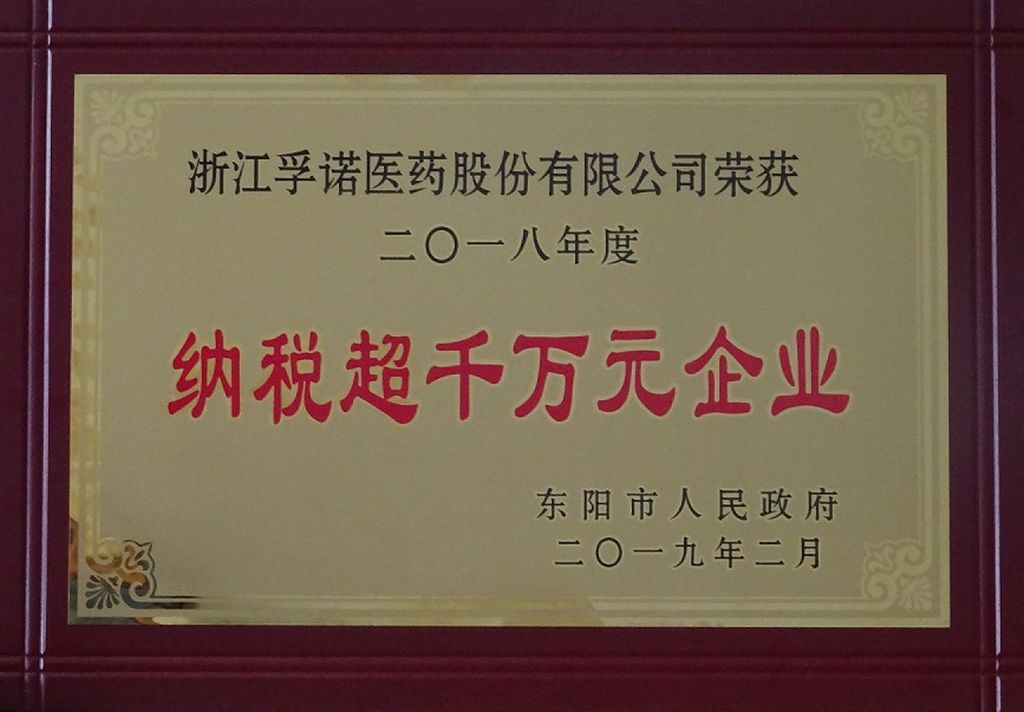 浙江孚诺医药股份有限公司荣获
二〇一八年度
纳税超千万元企业
东阳市人民政府
二〇一九年二月